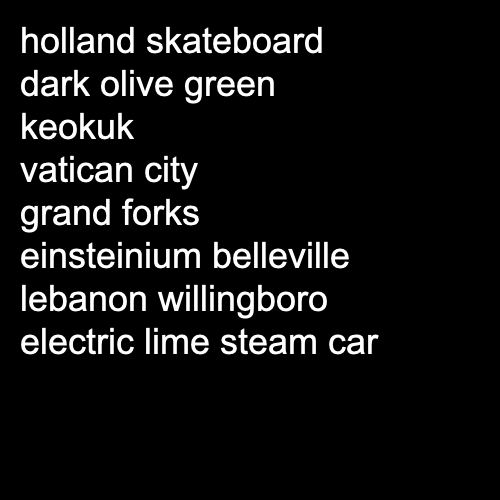 holland skateboard
dark olive green
keokuk
vatican city
grand forks
einsteinium belleville
lebanon willingboro
electric lime steam car